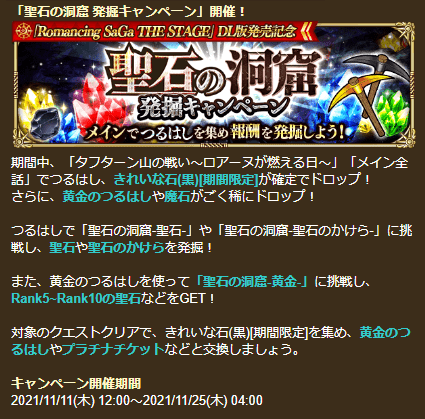 「聖石の洞窟 発掘キャンペーン」開催！
「Romancing SaGa THE STAGE」DL版発売記念
聖石の洞窟
発掘キャンペーン
メインでつるはしを集め報酬を発掘しよう！
期間中、「タフターン山の戦い～ロアーヌが燃える日～」「メイン全
話」でつるはし、きれいな石(黒)[期間限定]が確定でドロップ！
さらに、黄金のつるはしや魔石がごく稀にドロップ！
つるはしで「聖石の洞窟-聖石-」や「聖石の洞窟-聖石のかけら-」に挑
戦し、聖石や聖石のかけらを発掘！
また、黄金のつるはしを使って「聖石の洞窟-黄金-」に挑戦し、
Rank5~Rank10の聖石などをGET！
対象のクエストクリアで、きれいな石(黒)[期間限定]を集め、黄金のつ
るはしやプラチナチケットなどと交換しましょう。
キャンペーン開催期間
2021/11/11(木) 12:00～2021/11/25(木) 04:00